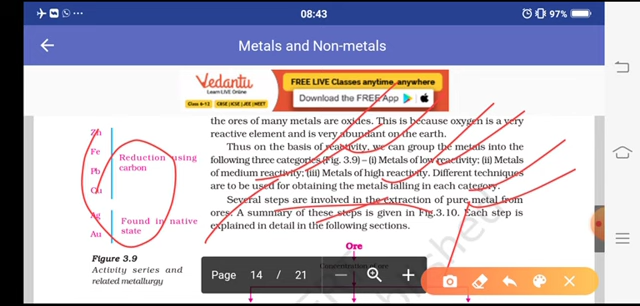 08:43
97%
Metals and Non-metals
Vedantu
Learn LIVE Online
Class 6-12 CBSE | ICSE | JEE | NEET
FREE LIVE Classes anytime, anywhere
Download the FREE App
the ores of many metals are oxides. This is because oxygen is a very
reactive element and is very abundant on the earth.
Thus on the basis of reactivity, we can group the metals into the
following three categories (Fig. 3.9) – (i) Metals of low reactivity; (ii) Metals
of medium reactivity; (iii) Metals of high reactivity. Different techniques
are to be used for obtaining the metals falling in each category.
Several steps are involved in the extraction of pure metal from
ores. A summary of these steps is given in Fig.3.10. Each step is
explained in detail in the following sections.
Zn
Fe
Pb
Cu
Reduction using
carbon
Ag
Au
Found in native
state
Figure 3.9
Activity series and
related metallurgy
Ore
Concentration of ore
Page 14 / 21